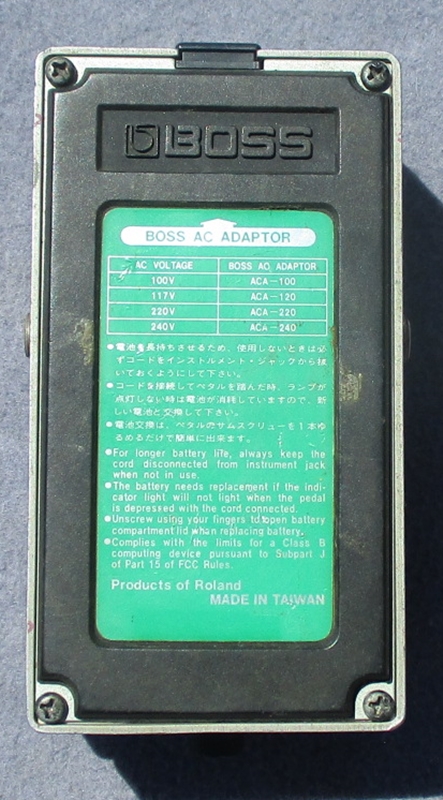 BOSS
BOSS AC ADAPTOR
AC VOLTAGE BOSS AC ADAPTOR
100V ACA-100
117V ACA-120
220V ACA-220
240V ACA-240
●電池を長持ちさせるため、使用しないときは必
ずコードをインストルメント・ジャックから抜
いておくようにして下さい。
●コードを接続してペダルを踏んだ時、ランプが
点灯しない時は電池が消耗していますので、新
しい電池と交換して下さい。
●電池交換は、ペダルのサムスクリューを1本ゆ
るめるだけで簡単に出来ます。
●For longer battery life, always keep the
cord disconnected from instrument jack
when not in use.
●The battery needs replacement if the indi-
cator light will not light when the pedal
is depressed with the cord connected.
●Unscrew using your fingers to open battery
compartment lid when replacing battery.
●Complies with the limits for a Class B
computing device pursuant to Subpart J
of Part 15 of FCC Rules.
Products of Roland
MADE IN TAIWAN